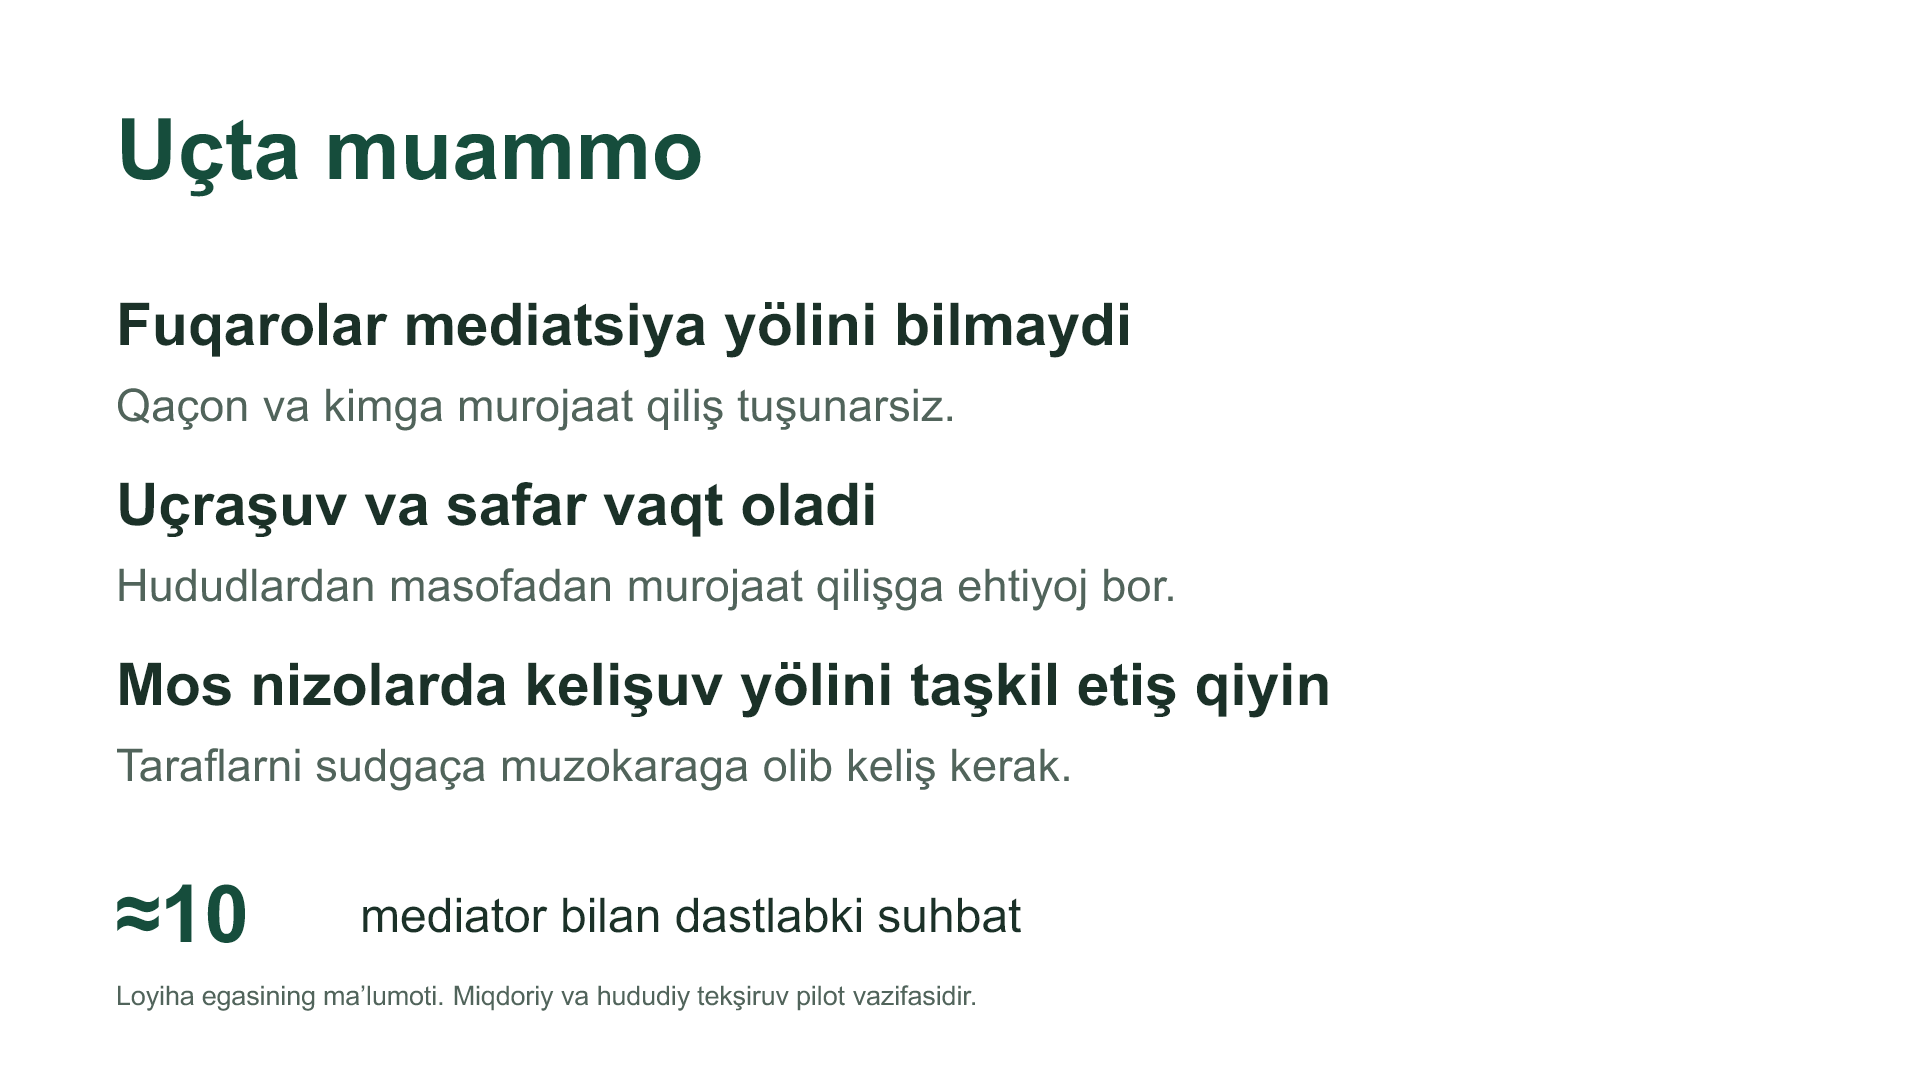 Uçta muammo
Fuqarolar mediatsiya yölini bilmaydi
Qaçon va kimga murojaat qiliş tuşunarsiz.
Uçraşuv va safar vaqt oladi
Hududlardan masofadan murojaat qilişga ehtiyoj bor.
Mos nizolarda kelişuv yölini taşkil etiş qiyin
Taraflarni sudgaça muzokaraga olib keliş kerak.
≈10 mediator bilan dastlabki suhbat
Loyiha egasining ma’lumoti. Miqdoriy va hududiy tekşiruv pilot vazifasidir.